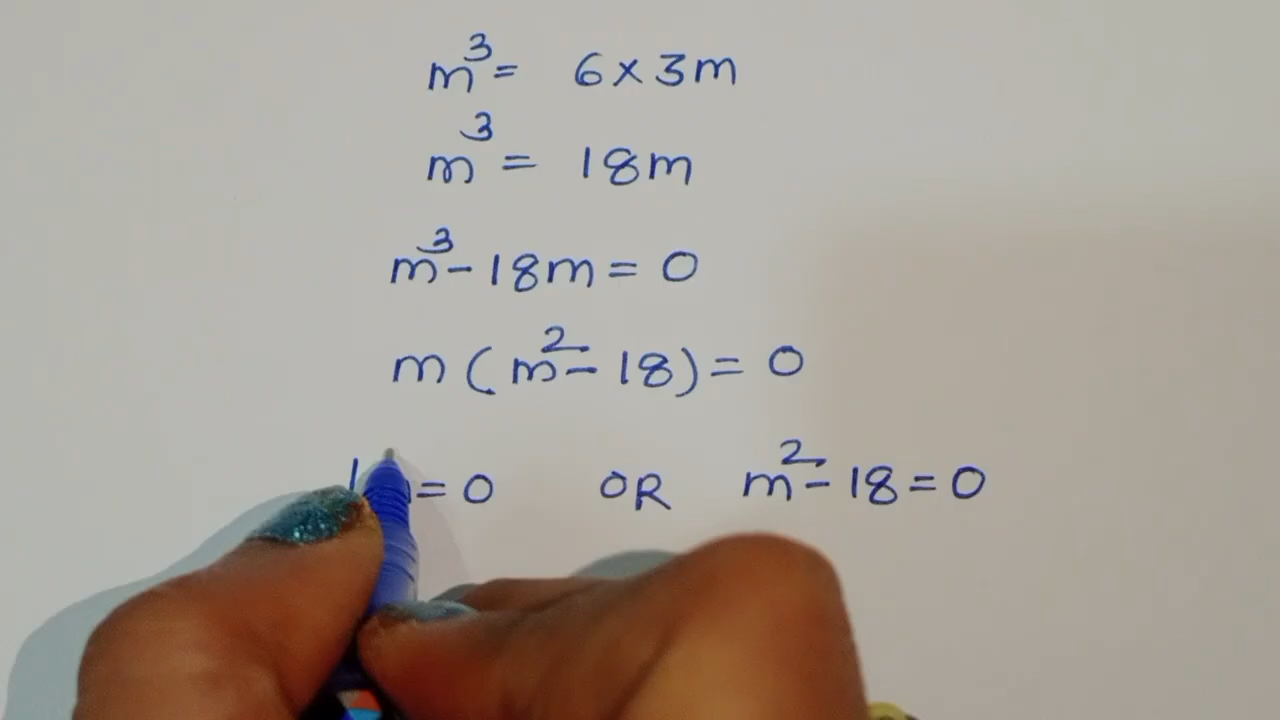 m³ = 6 × 3m
m³ = 18m
m³ - 18m = 0
m (m² - 18) = 0
= 0 OR m² - 18 = 0